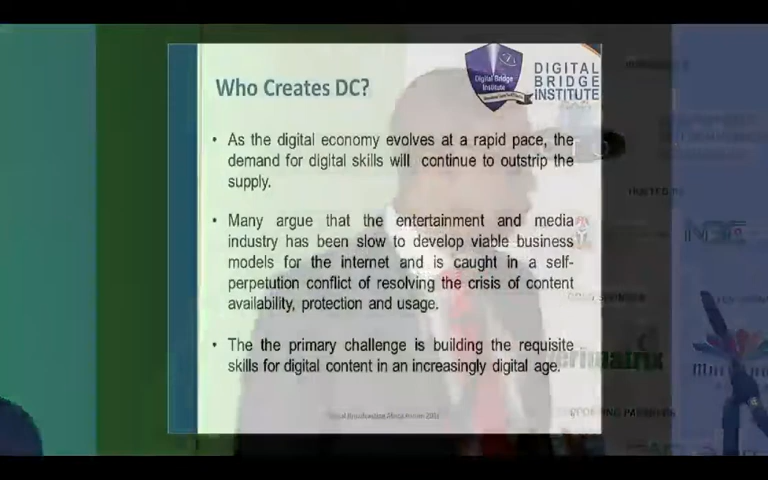 Who Creates DC?
Digital Bridge
Institute
DIGITAL
BRIDGE
INSTITUTE
• As the digital economy evolves at a rapid pace, the
demand for digital skills will continue to outstrip the
supply.
• Many argue that the entertainment and media
industry has been slow to develop viable business
models for the internet and is caught in a self-
perpetution conflict of resolving the crisis of content
availability, protection and usage.
• The the primary challenge is building the requisite
skills for digital content in an increasingly digital age.
verimatrix